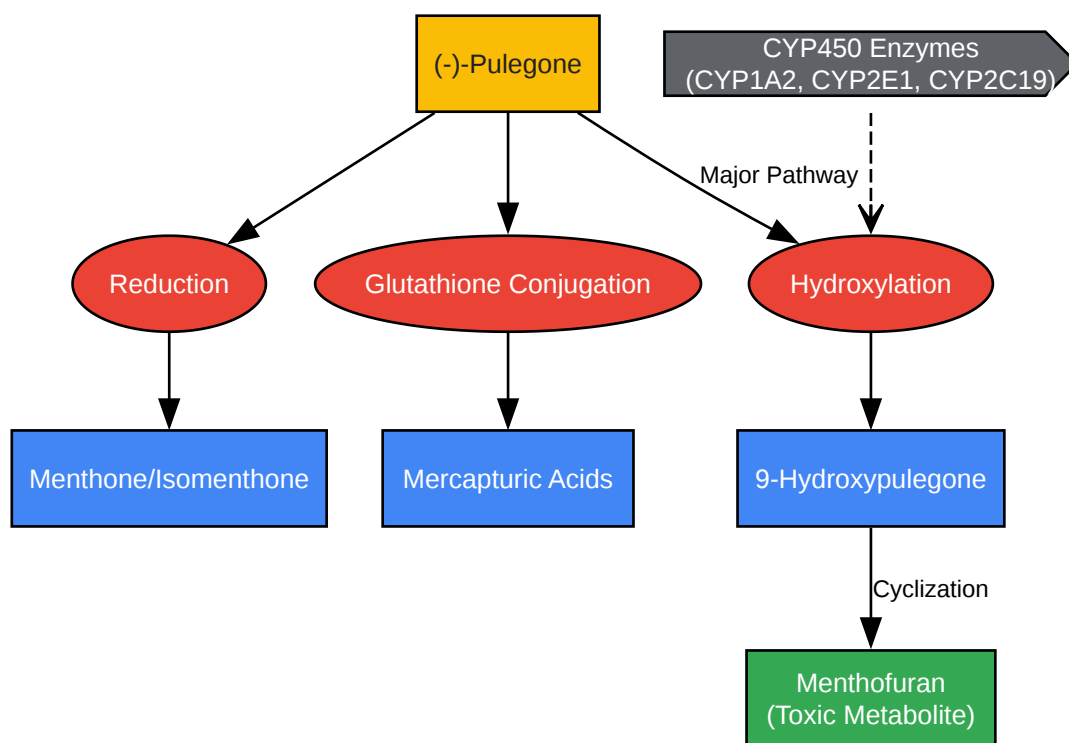 (-)-Pulegone
CYP450 Enzymes
(CYP1A2, CYP2E1, CYP2C19)
Major Pathway
Reduction
Glutathione Conjugation
Hydroxylation
Menthone/Isomenthone
Mercapturic Acids
9-Hydroxypulegone
Cyclization
Menthofuran
(Toxic Metabolite)